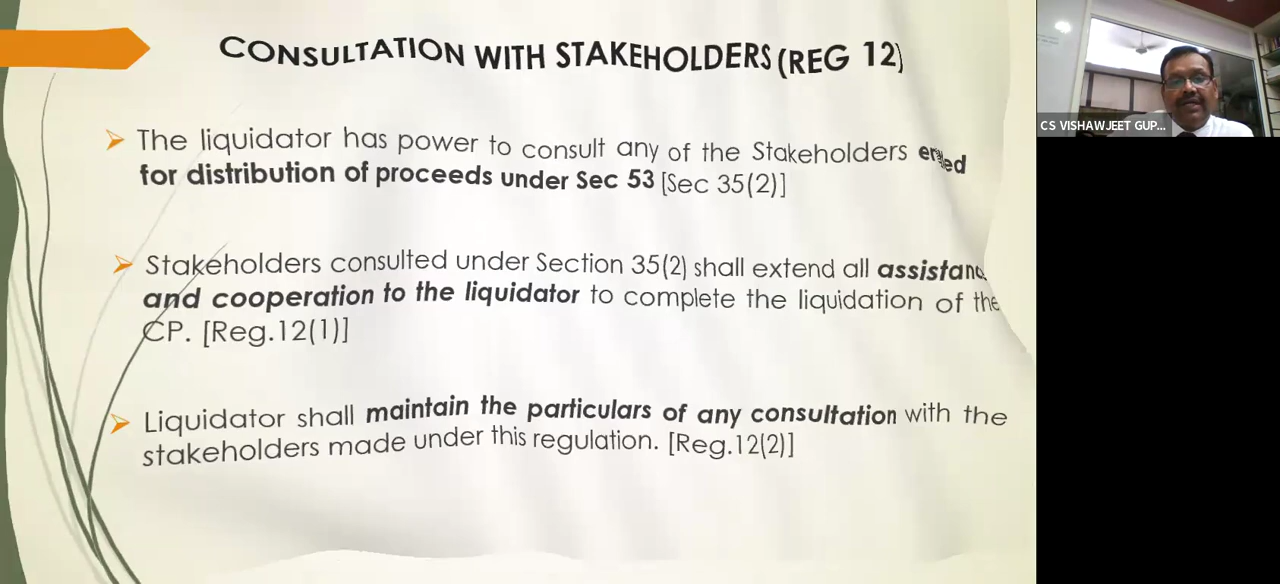 CONSULTATION WITH STAKEHOLDERS (REG 12)
The liquidator has power to consult any of the Stakeholders
for distribution of proceeds under Sec 53 [Sec 35(2)]
Stakeholders consulted under Section 35(2) shall extend all
and cooperation to the liquidator to complete the liquidation of the
CP. [Reg.12(1)]
Liquidator shall maintain the particulars of any consultation with the
stakeholders made under this regulation. [Reg.12(2)]
CS VISHAWJEET GUP...